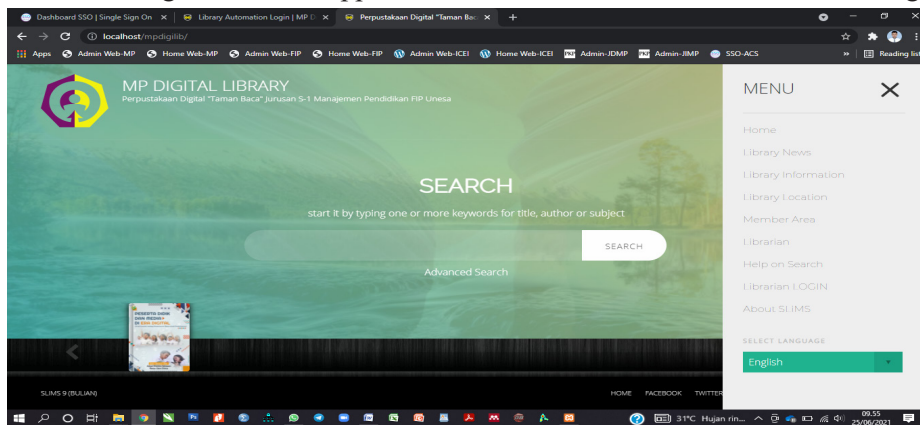 Dashboard SSO | Single Sign On
Library Automation Login | MP D
Perpustakaan Digital "Taman Bac
localhost/mpdigilib/
Apps
Admin Web-MP
Home Web-MP
Admin Web-FIP
Home Web-FIP
Admin Web-ICEI
Home Web-ICEI
Admin-JDMP
Admin-JIMP
SSO-ACS
Reading list
MP DIGITAL LIBRARY
Perpustakaan Digital "Taman Baca" Jurusan S-1 Manajemen Pendidikan FIP Unesa
SEARCH
start it by typing one or more keywords for title, author or subject
SEARCH
Advanced Search
MENU
Home
Library News
Library Information
Library Location
Member Area
Librarian
Help on Search
Librarian LOGIN
About SLIMS
SELECT LANGUAGE
English
SLIMS 9 (BULIAN)
HOME
FACEBOOK
TWITTER
31°C Hujan rin...
09.55
25/06/2021